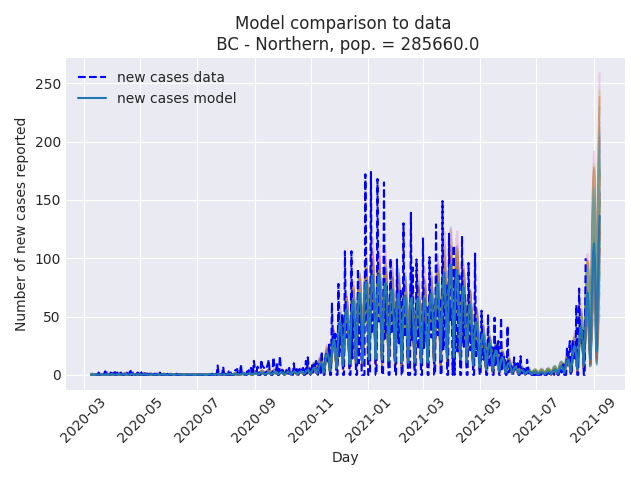 Model comparison to data
BC - Northern, pop. = 285660.0
new cases data
new cases model
Number of new cases reported
250
200
150
100
50
0
2020-03
2020-05
2020-07
2020-09
2020-11
2021-01
2021-03
2021-05
2021-07
2021-09
Day